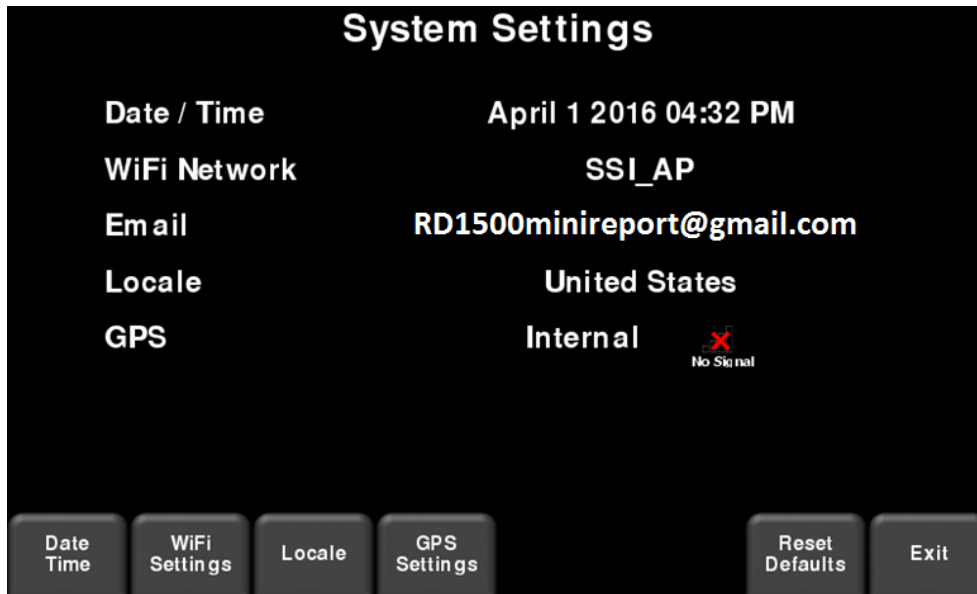 System Settings
Date / Time April 1 2016 04:32 PM
WiFi Network SSI_AP
Email RD1500minireport@gmail.com
Locale United States
GPS Internal
No Signal
Date Time
WiFi Settings
Locale
GPS Settings
Reset Defaults
Exit